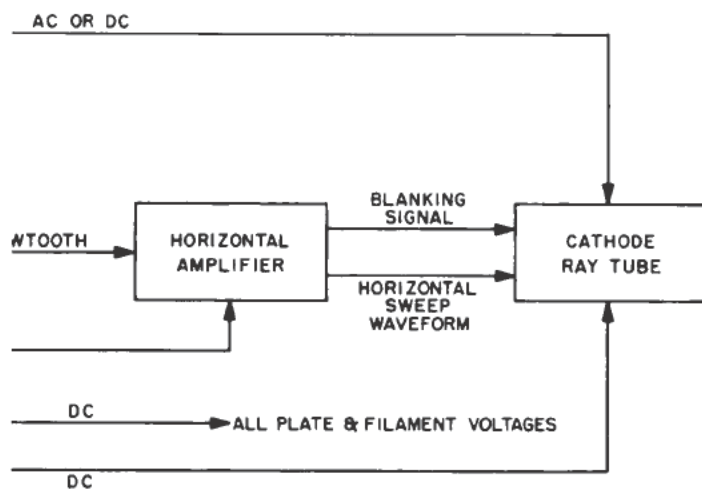 AC OR DC
BLANKING
SIGNAL
WTOOTH
HORIZONTAL
AMPLIFIER
CATHODE
RAY TUBE
HORIZONTAL
SWEEP
WAVEFORM
DC
ALL PLATE & FILAMENT VOLTAGES
DC